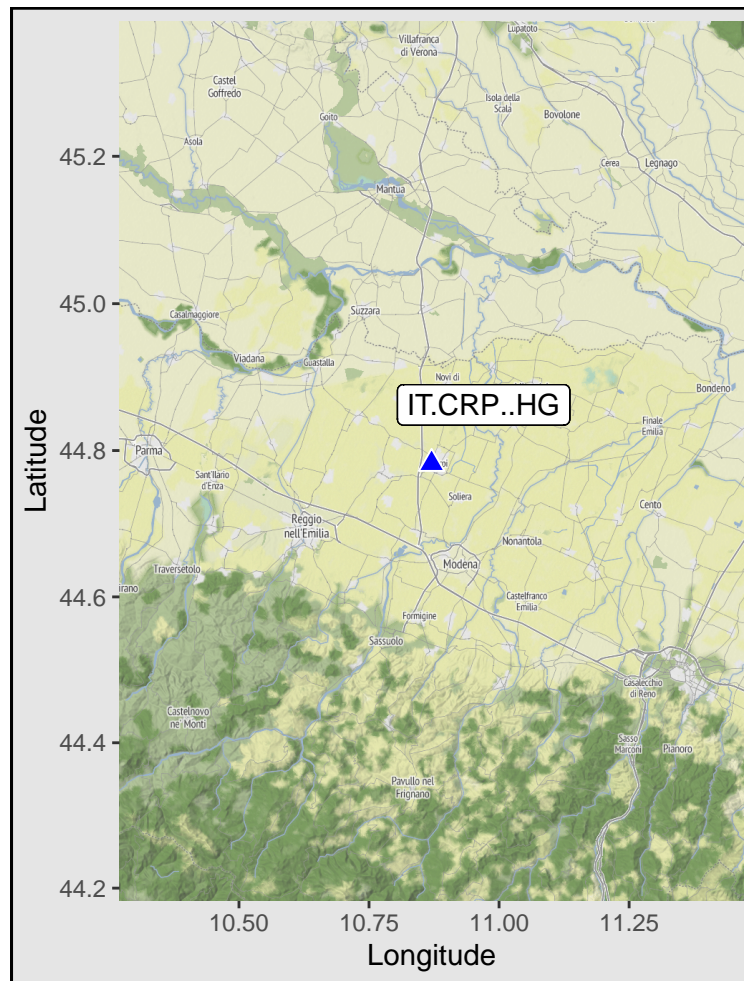 Lupatoto
Villafranca
di Verona
Castel
Goffredo
Isola della
Scalà
Bovolone
Goito
Asola
Cerea
Legnago
45.2
Mantua
45.0
Suzzara
Casalmaggiore
Viadana
Guastalla
Novi di
Bondeno
IT.CRP..HG
Finale
Emilia
44.8
Parma
Latitude
Sant'Ilario
d'Enza
Soliera
Cento
Reggio
nell'Emilia
Nonantola
Modena
Traversetolo
44.6
Castelfranco
Emilia
Formigine
Sassuolo
Casalecchio
di Reno
Castelnovo
ne' Monti
Sasso
Marconi
Pianoro
44.4
Pavullo nel
Frignano
44.2
10.50
10.75
11.00
11.25
Longitude